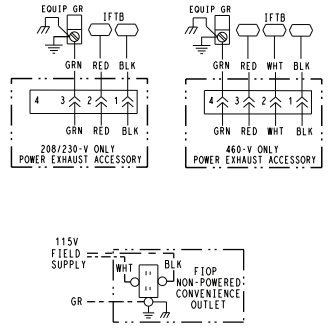 EQUIP GR IFTB
GRN RED BLK
4 3 2 1
GRN RED BLK
208/230-V ONLY
POWER EXHAUST ACCESSORY
EQUIP GR IFTB
GRN RED WHT BLK
4 3 2 1
GRN RED WHT BLK
460-V ONLY
POWER EXHAUST ACCESSORY
115V
FIELD
SUPPLY
WHT BLK
GR
FIOP
NON-POWERED
CONVENIENCE
OUTLET